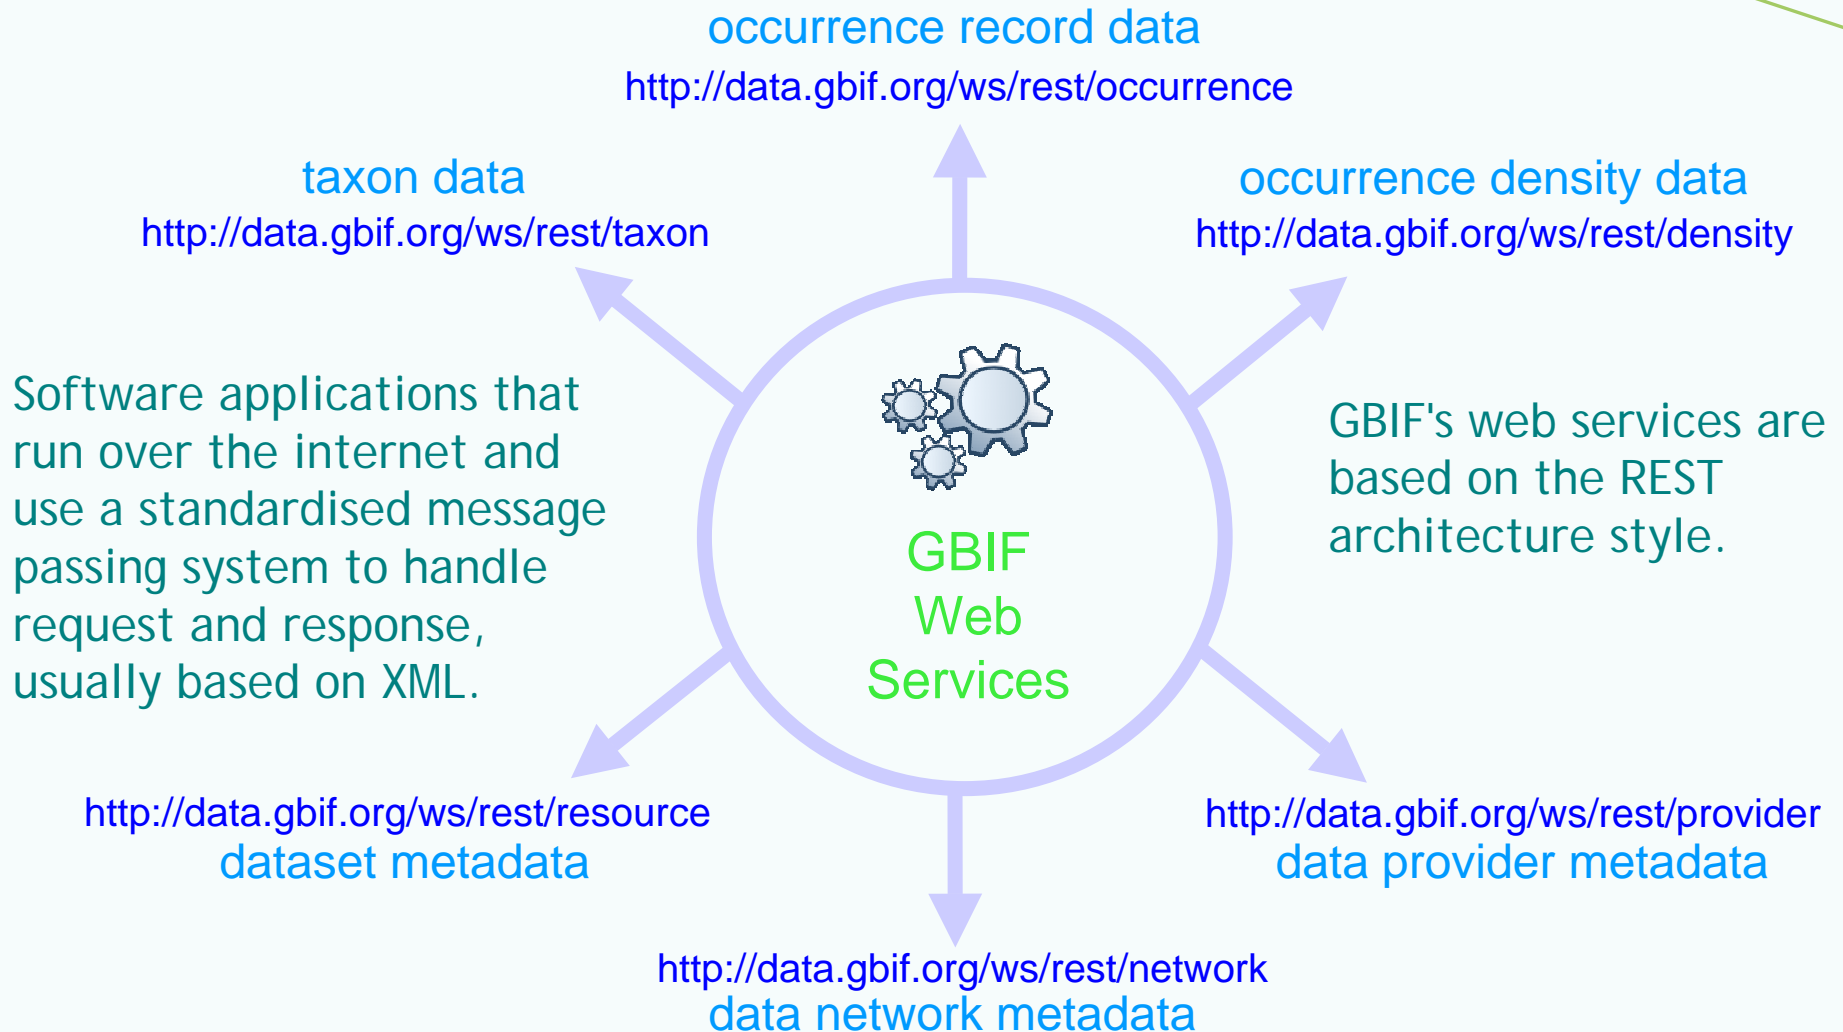 occurrence record data
http://data.gbif.org/ws/rest/occurrence
taxon data
http://data.gbif.org/ws/rest/taxon
occurrence density data
http://data.gbif.org/ws/rest/density
Software applications that
run over the internet and
use a standardised message
passing system to handle
request and response,
usually based on XML.
GBIF
Web
Services
GBIF's web services are
based on the REST
architecture style.
http://data.gbif.org/ws/rest/resource
dataset metadata
http://data.gbif.org/ws/rest/provider
data provider metadata
http://data.gbif.org/ws/rest/network
data network metadata